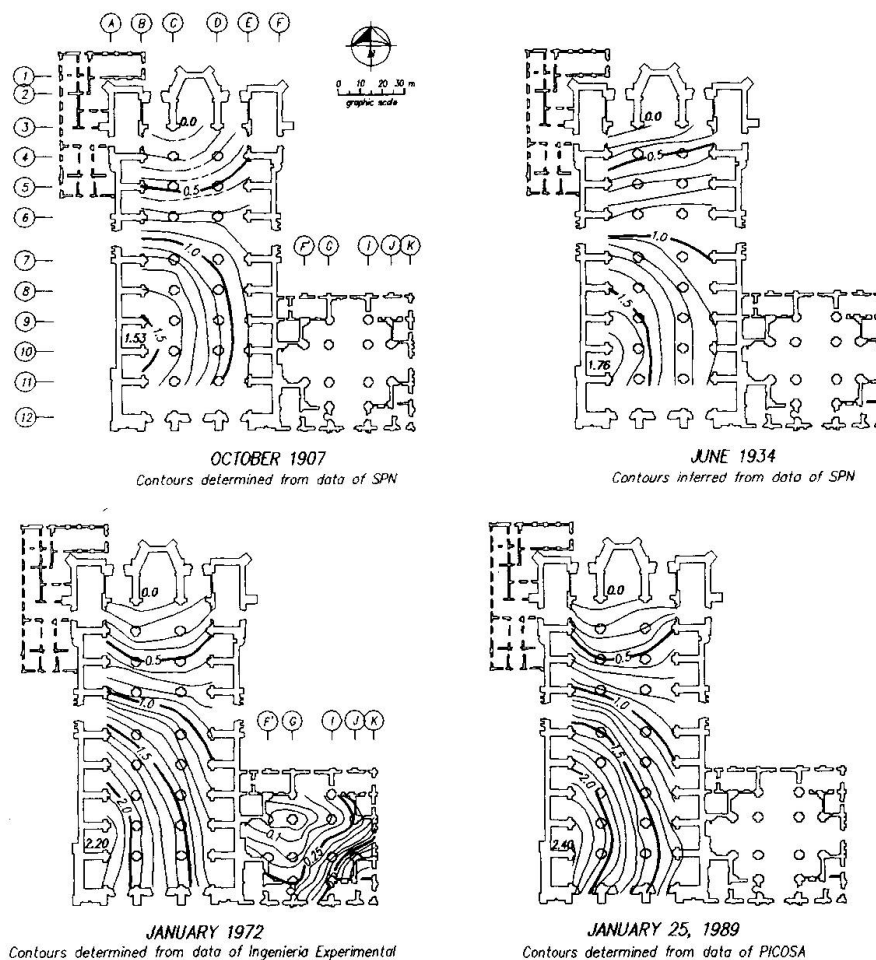 A B C D E F
N
0 10 20 30 m
graphic scale
1
2
3
4
5
6
7
8
9
10
11
12
0.0
0.5
1.0
1.5
1.53
F' G I J K
OCTOBER 1907
Contours determined from data of SPN
0.0
0.5
1.0
1.5
1.76
JUNE 1934
Contours inferred from data of SPN
0.0
0.5
1.0
1.5
2.0
2.20
F' G I J K
0.1
0.25
JANUARY 1972
Contours determined from data of Ingenieria Experimental
0.0
0.5
1.0
1.5
2.0
2.40
JANUARY 25, 1989
Contours determined from data of PICOSA